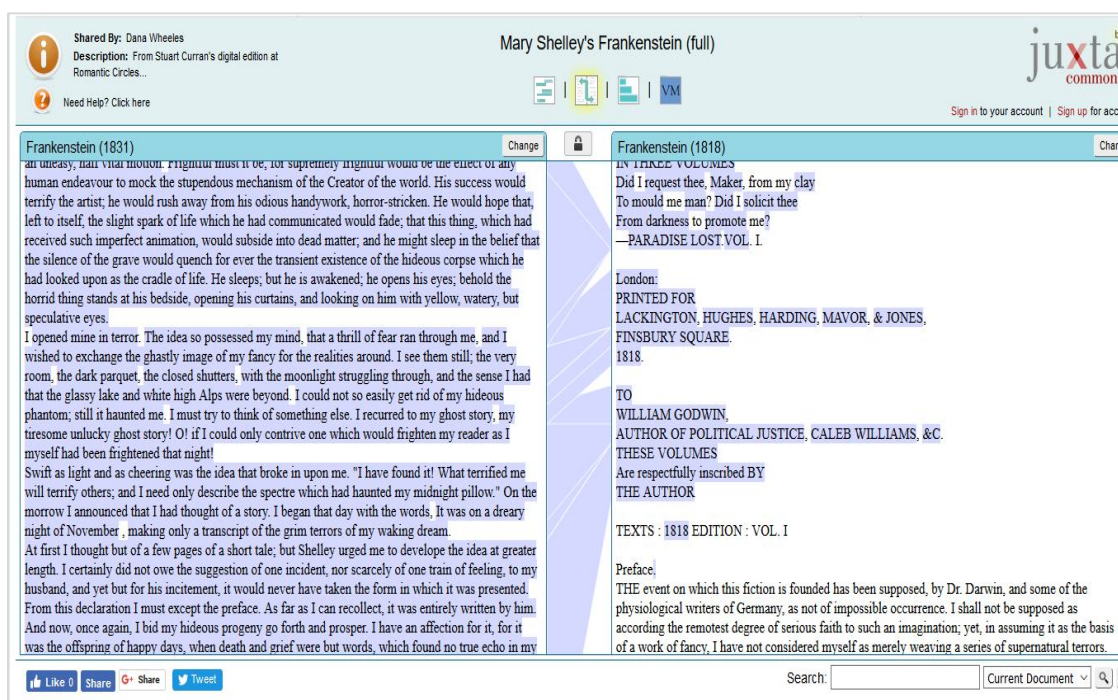 Shared By: Dana Wheeles
Description: From Stuart Curran's digital edition at
Romantic Circles...
Need Help? Click here
Mary Shelley's Frankenstein (full)
VM
juxta
common
Sign in to your account | Sign up for acc
Frankenstein (1831)
Change
an uneasy, half vital motion. Frightful must it be; for supremely frightful would be the effect of any
human endeavour to mock the stupendous mechanism of the Creator of the world. His success would
terrify the artist; he would rush away from his odious handywork, horror-stricken. He would hope that,
left to itself, the slight spark of life which he had communicated would fade; that this thing, which had
received such imperfect animation, would subside into dead matter; and he might sleep in the belief that
the silence of the grave would quench for ever the transient existence of the hideous corpse which he
had looked upon as the cradle of life. He sleeps; but he is awakened; he opens his eyes; behold the
horrid thing stands at his bedside, opening his curtains, and looking on him with yellow, watery, but
speculative eyes.
I opened mine in terror. The idea so possessed my mind, that a thrill of fear ran through me, and I
wished to exchange the ghastly image of my fancy for the realities around. I see them still; the very
room, the dark parquet, the closed shutters, with the moonlight struggling through, and the sense I had
that the glassy lake and white high Alps were beyond. I could not so easily get rid of my hideous
phantom; still it haunted me. I must try to think of something else. I recurred to my ghost story, my
tiresome unlucky ghost story! O! if I could only contrive one which would frighten my reader as I
myself had been frightened that night!
Swift as light and as cheering was the idea that broke in upon me. "I have found it! What terrified me
will terrify others; and I need only describe the spectre which had haunted my midnight pillow." On the
morrow I announced that I had thought of a story. I began that day with the words, It was on a dreary
night of November , making only a transcript of the grim terrors of my waking dream.
At first I thought but of a few pages of a short tale; but Shelley urged me to develope the idea at greater
length. I certainly did not owe the suggestion of one incident, nor scarcely of one train of feeling, to my
husband, and yet but for his incitement, it would never have taken the form in which it was presented.
From this declaration I must except the preface. As far as I can recollect, it was entirely written by him.
And now, once again, I bid my hideous progeny go forth and prosper. I have an affection for it, for it
was the offspring of happy days, when death and grief were but words, which found no true echo in my
Frankenstein (1818)
Chan
IN THREE VOLUMES
Did I request thee, Maker, from my clay
To mould me man? Did I solicit thee
From darkness to promote me?
—PARADISE LOST.VOL. I.
London:
PRINTED FOR
LACKINGTON, HUGHES, HARDING, MAVOR, & JONES,
FINSBURY SQUARE.
1818.
TO
WILLIAM GODWIN,
AUTHOR OF POLITICAL JUSTICE, CALEB WILLIAMS, &C.
THESE VOLUMES
Are respectfully inscribed BY
THE AUTHOR
TEXTS : 1818 EDITION : VOL. I
Preface.
THE event on which this fiction is founded has been supposed, by Dr. Darwin, and some of the
physiological writers of Germany, as not of impossible occurrence. I shall not be supposed as
according the remotest degree of serious faith to such an imagination; yet, in assuming it as the basis
of a work of fancy, I have not considered myself as merely weaving a series of supernatural terrors.
Like 0 Share G+ Share Tweet
Search: Current Document